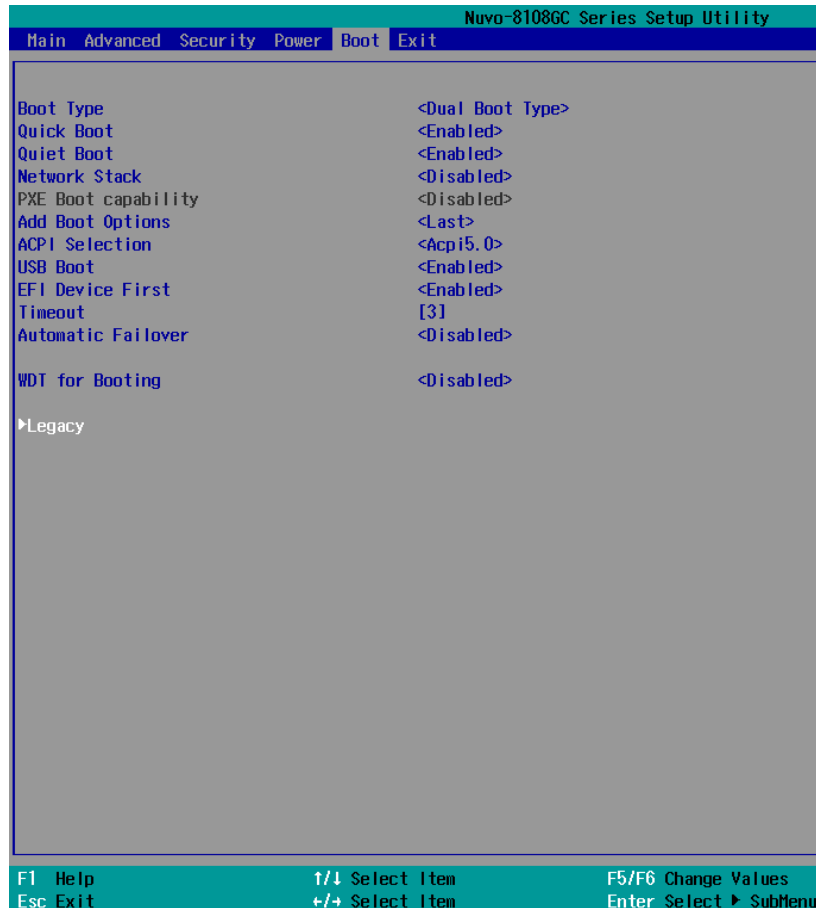 Nuvo-8108GC Series Setup Utility
Main Advanced Security Power Boot Exit
Boot Type <Dual Boot Type>
Quick Boot <Enabled>
Quiet Boot <Enabled>
Network Stack <Disabled>
PXE Boot capability <Disabled>
Add Boot Options <Last>
ACPI Selection <Acpi5.0>
USB Boot <Enabled>
EFI Device First <Enabled>
Timeout [3]
Automatic Failover <Disabled>
WDT for Booting <Disabled>
▶Legacy
F1 Help ↑/↓ Select Item F5/F6 Change Values
Esc Exit ←/→ Select Item Enter Select ▶ SubMenu